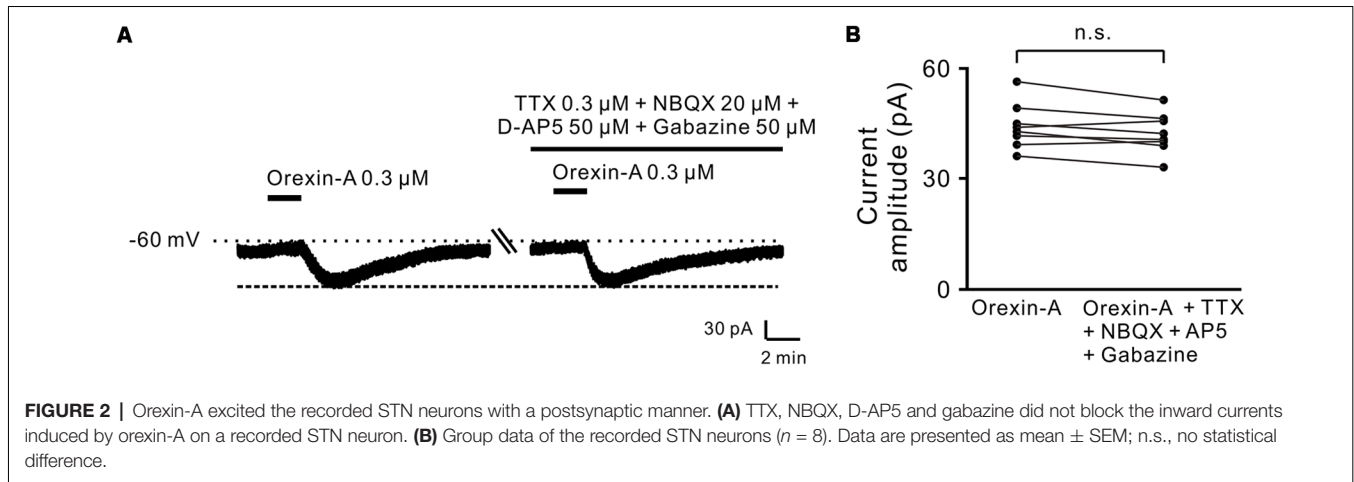 A
TTX 0.3 μM + NBQX 20 μM +
D-AP5 50 μM + Gabazine 50 μM
Orexin-A 0.3 μM
Orexin-A 0.3 μM
-60 mV
30 pA
2 min
B
n.s.
60
30
0
Current
amplitude (pA)
Orexin-A
Orexin-A + TTX
+ NBQX + AP5
+ Gabazine
FIGURE 2 | Orexin-A excited the recorded STN neurons with a postsynaptic manner. (A) TTX, NBQX, D-AP5 and gabazine did not block the inward currents
induced by orexin-A on a recorded STN neuron. (B) Group data of the recorded STN neurons (n = 8). Data are presented as mean ± SEM; n.s., no statistical
difference.